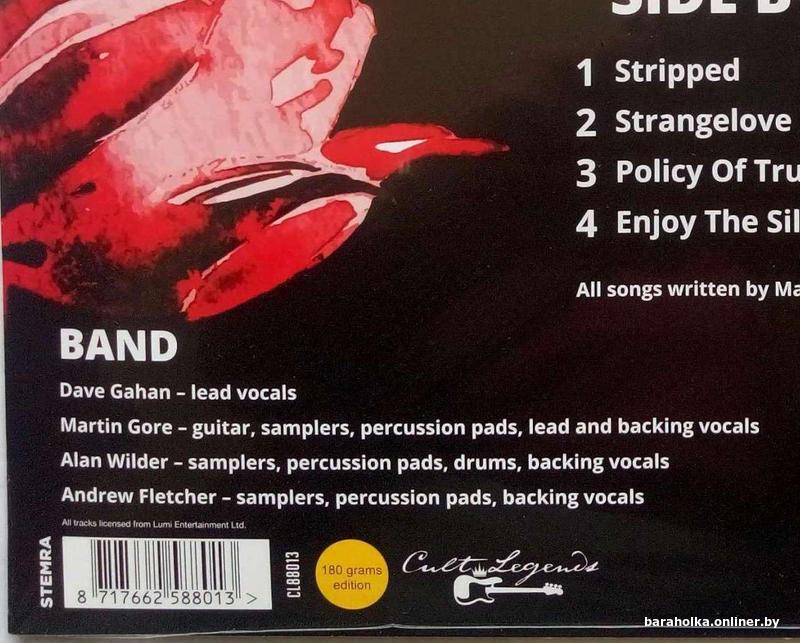 SIDE B
1 Stripped
2 Strangelove
3 Policy Of Tru
4 Enjoy The Sil
All songs written by Ma
BAND
Dave Gahan – lead vocals
Martin Gore – guitar, samplers, percussion pads, lead and backing vocals
Alan Wilder – samplers, percussion pads, drums, backing vocals
Andrew Fletcher – samplers, percussion pads, backing vocals
All tracks licensed from Lumi Entertainment Ltd.
STEMRA
8 717662 588013 >
CL88013
180 grams
edition
Cult Legends
baraholka.onliner.by